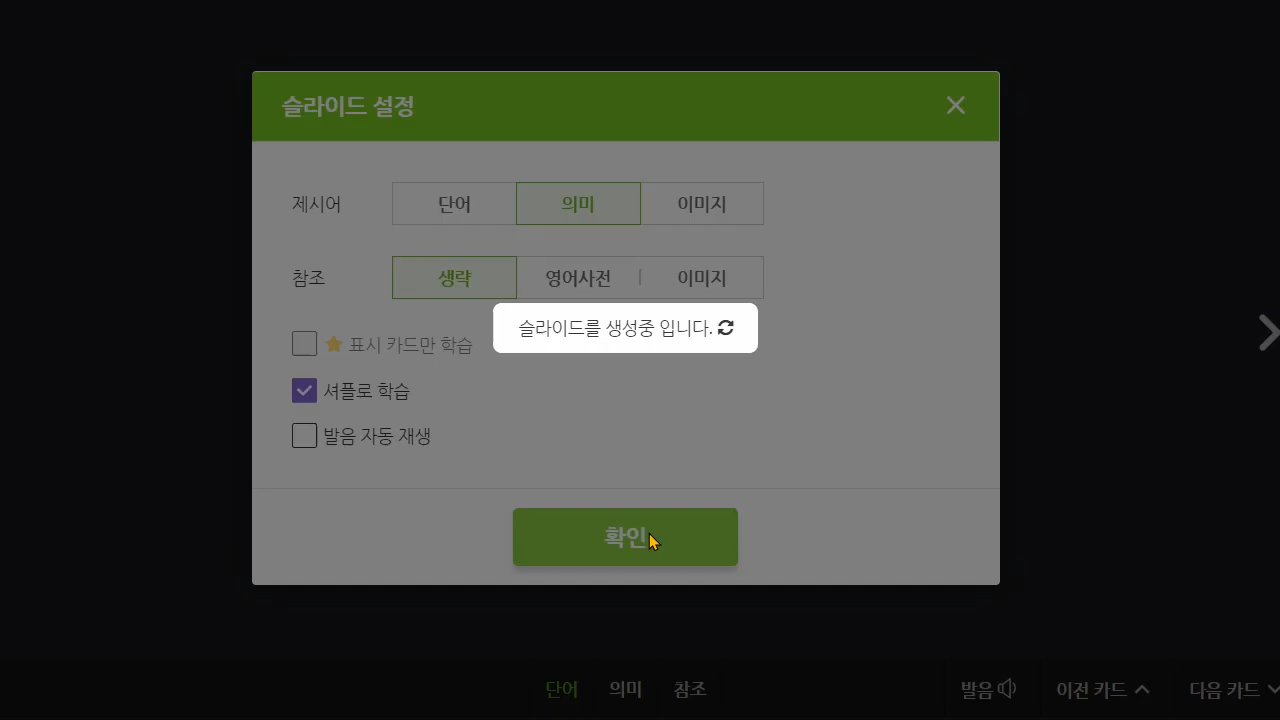 슬라이드 설정
제시어 단어 의미 이미지
참조 생략 영어사전 이미지
슬라이드를 생성중 입니다.
표시 카드만 학습
셔플로 학습
발음 자동 재생
확인
단어 의미 참조 발음 이전 카드 다음 카드